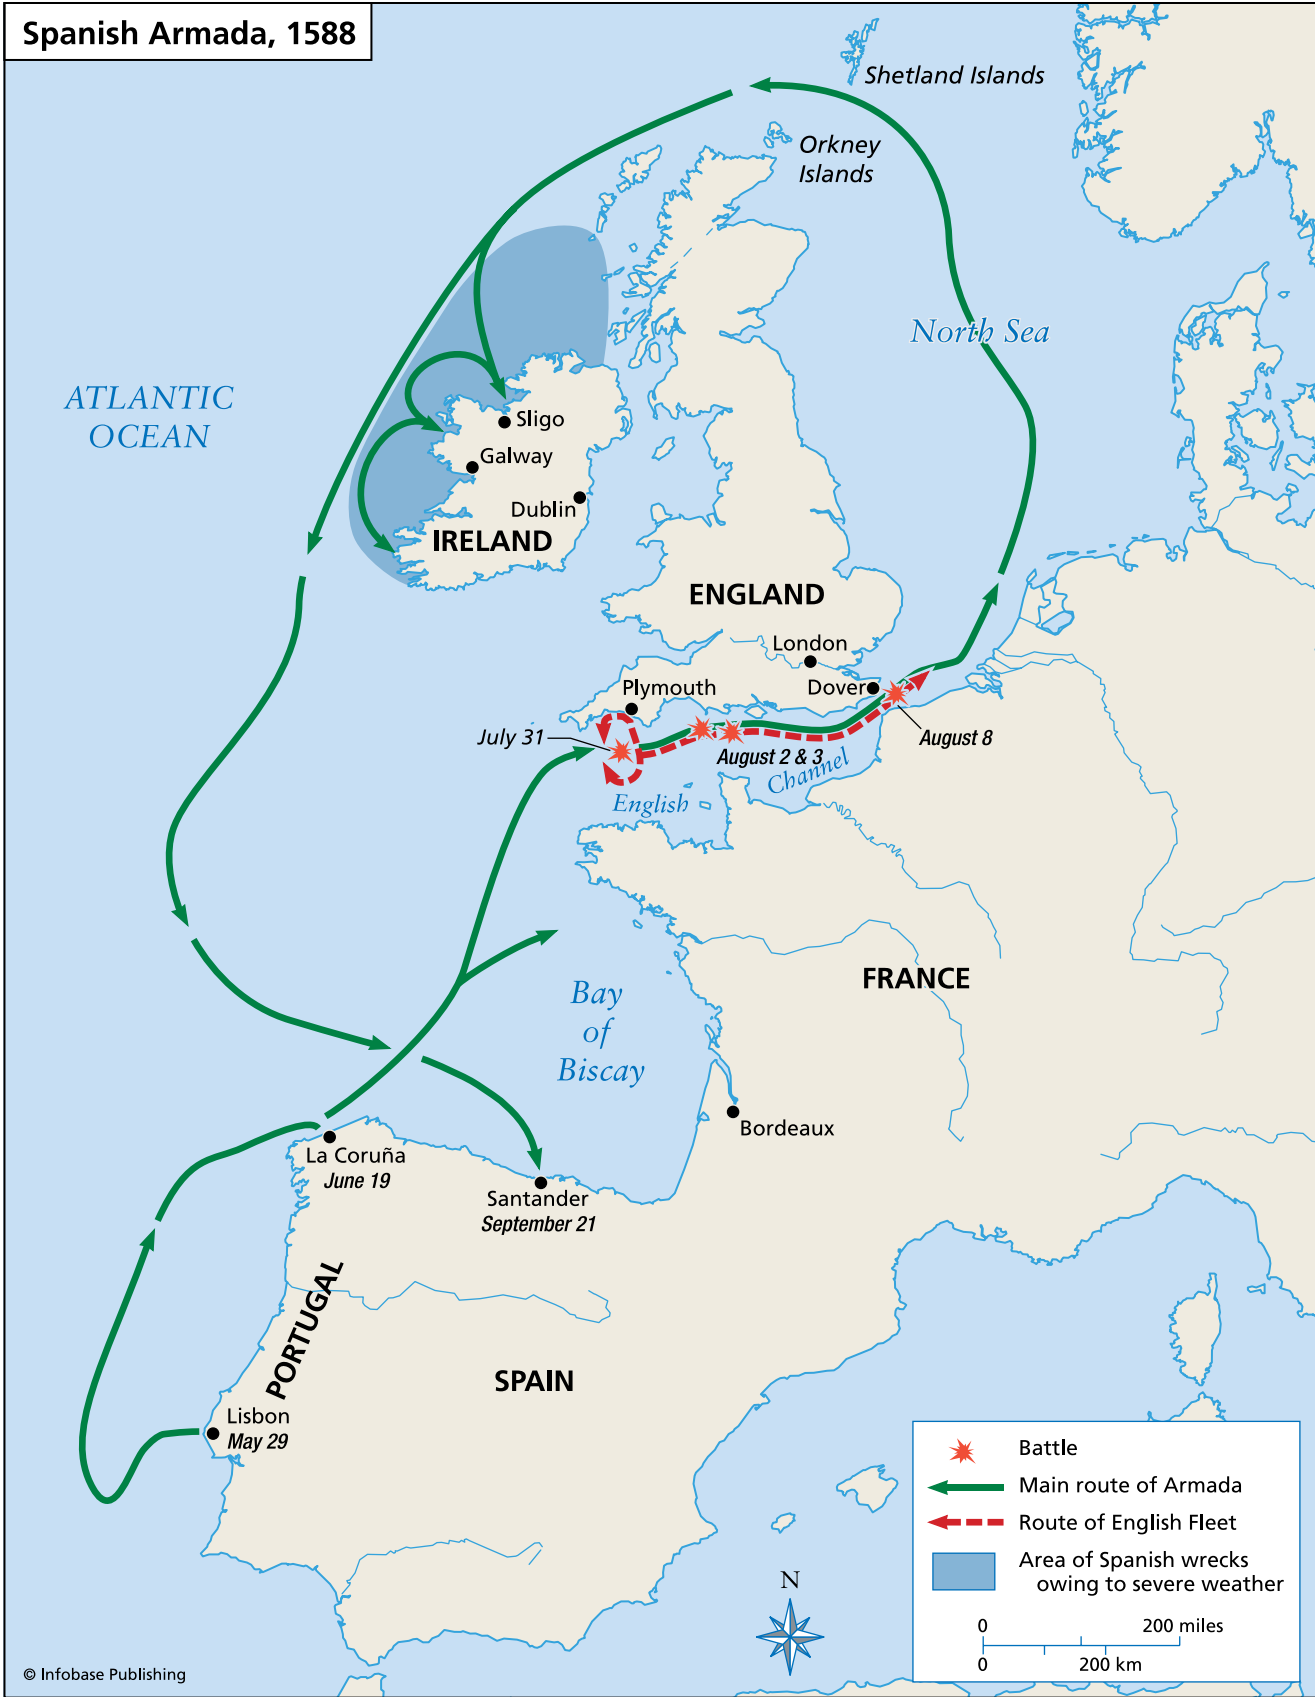 Spanish Armada, 1588
Shetland Islands
Orkney
Islands
North Sea
ATLANTIC
OCEAN
Sligo
Galway
Dublin
IRELAND
ENGLAND
London
Plymouth
Dover
July 31
August 8
August 2 & 3
Channel
English
FRANCE
Bay
of
Biscay
Bordeaux
La Coruña
June 19
Santander
September 21
PORTUGAL
SPAIN
Lisbon
May 29
Battle
Main route of Armada
Route of English Fleet
Area of Spanish wrecks
owing to severe weather
N
0 200 miles
0 200 km
© Infobase Publishing